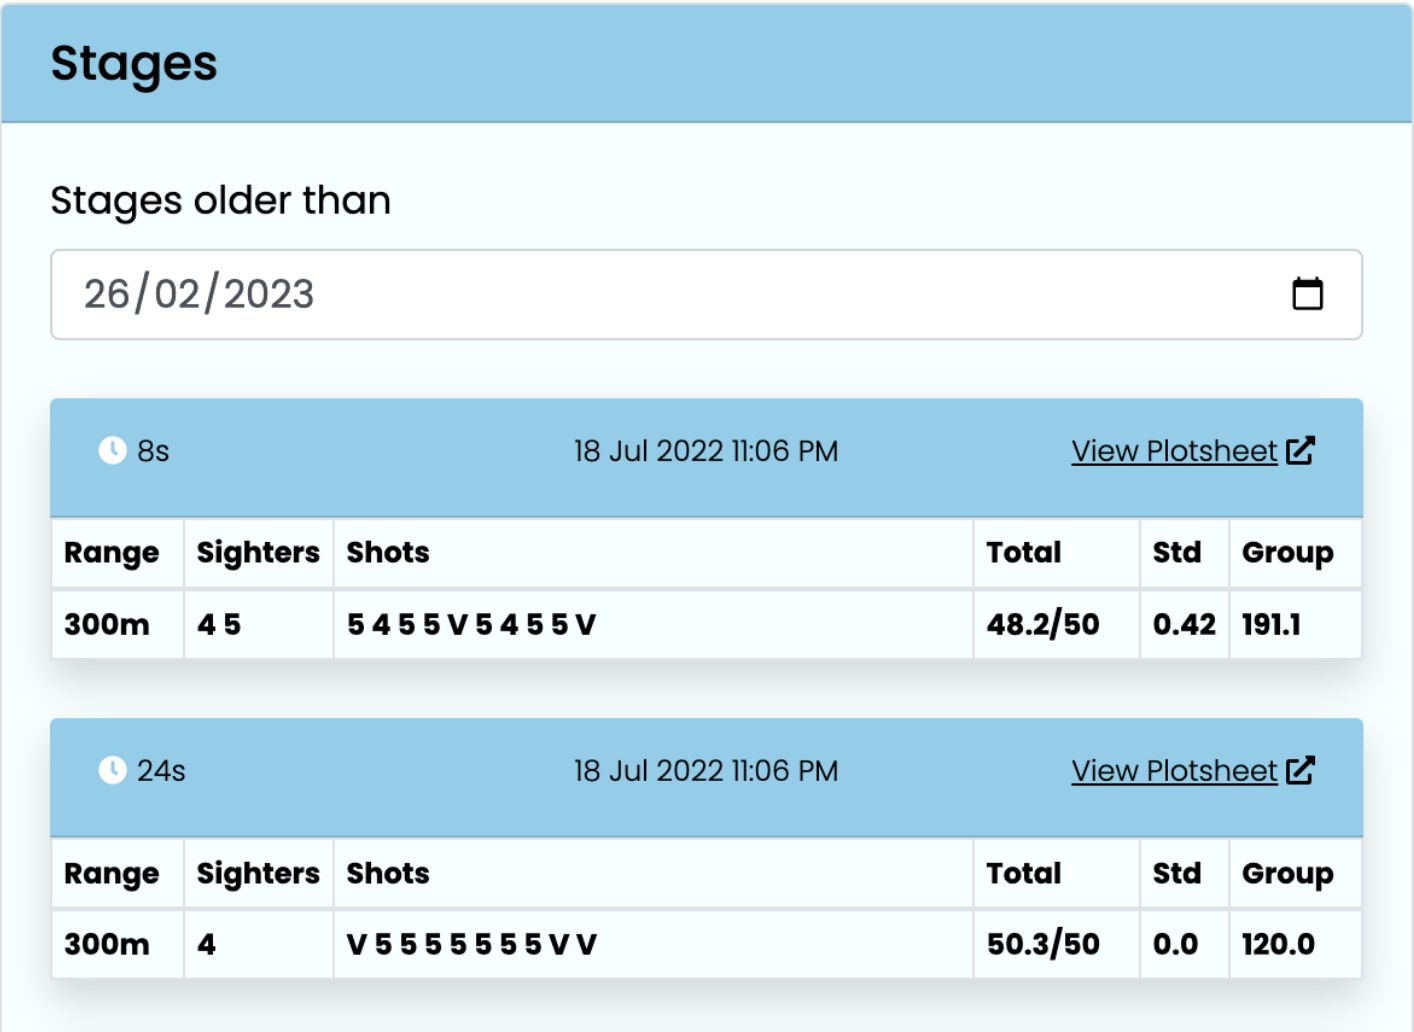 Stages
Stages older than
26/02/2023
8s 18 Jul 2022 11:06 PM View Plotsheet
Range Sighters Shots Total Std Group
300m 4 5 5 4 5 5 V 5 4 5 5 V 48.2/50 0.42 191.1
24s 18 Jul 2022 11:06 PM View Plotsheet
Range Sighters Shots Total Std Group
300m 4 V 5 5 5 5 5 5 5 V V 50.3/50 0.0 120.0